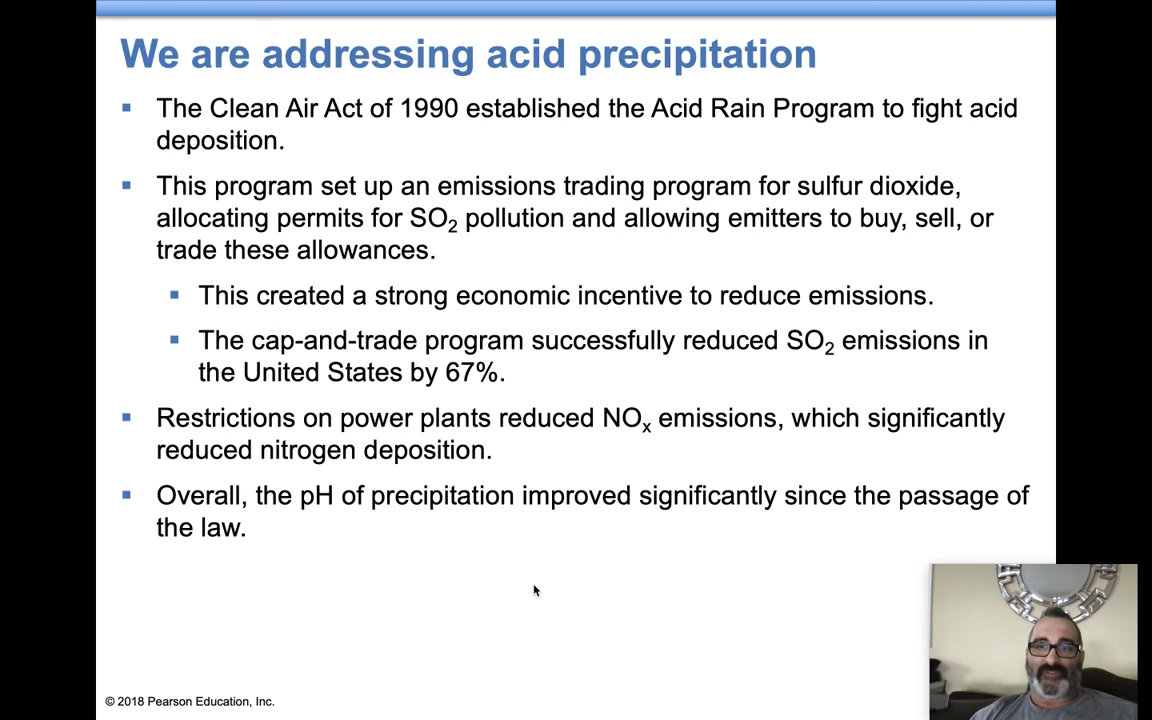 We are addressing acid precipitation
▪ The Clean Air Act of 1990 established the Acid Rain Program to fight acid
deposition.
▪ This program set up an emissions trading program for sulfur dioxide,
allocating permits for SO₂ pollution and allowing emitters to buy, sell, or
trade these allowances.
▪ This created a strong economic incentive to reduce emissions.
▪ The cap-and-trade program successfully reduced SO₂ emissions in
the United States by 67%.
▪ Restrictions on power plants reduced NOₓ emissions, which significantly
reduced nitrogen deposition.
▪ Overall, the pH of precipitation improved significantly since the passage of
the law.
© 2018 Pearson Education, Inc.